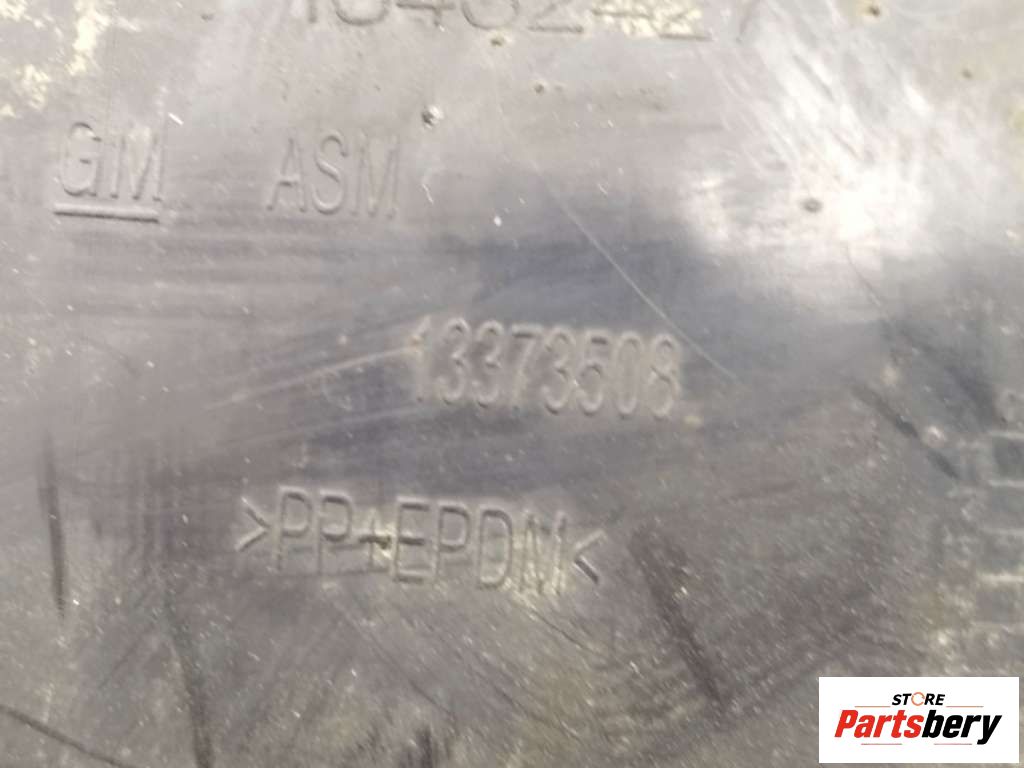 GM ASM
13373508
>PP+EPDM<
STORE
Partsbery